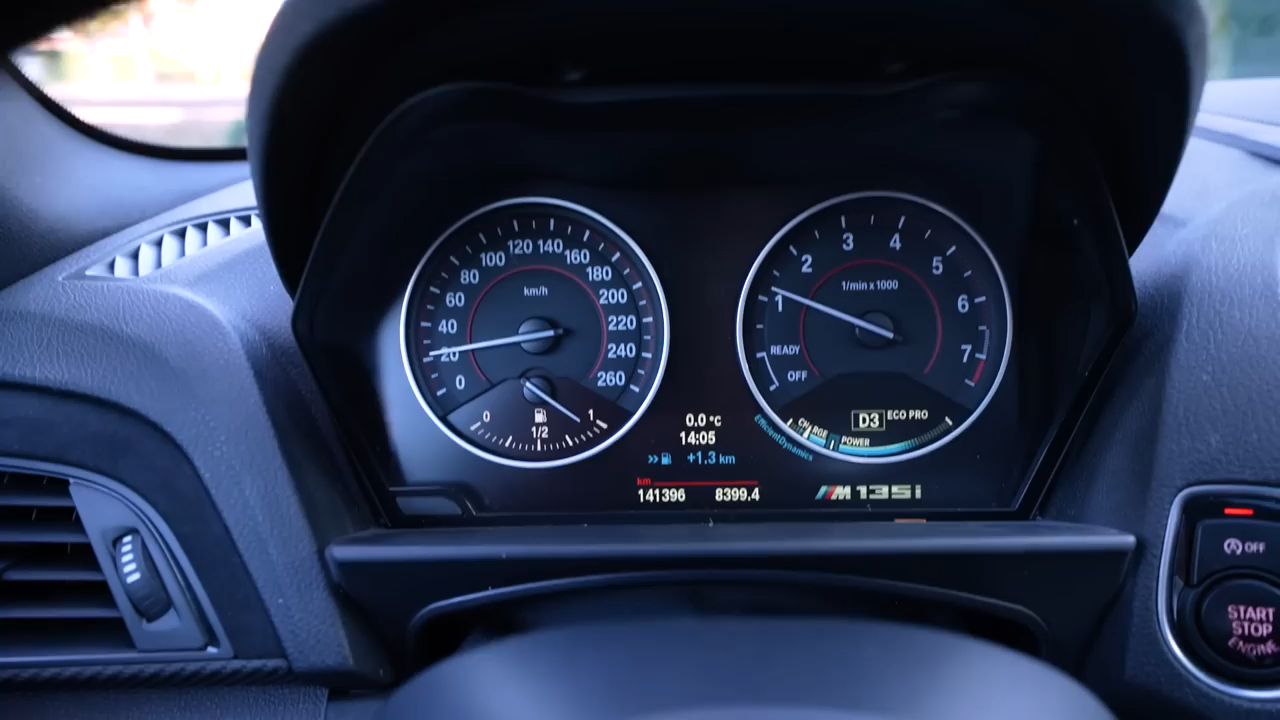 0 20 40 60 80 100 120 140 160 180 200 220 240 260
km/h
0 1/2 1
1 2 3 4 5 6 7
1/min x 1000
READY
OFF
D3 ECO PRO
CHARGE
POWER
EfficientDynamics
0.0 °C
14:05
>> +1,3 km
km
141396 8399.4
M135i
OFF
START
STOP
ENGINE